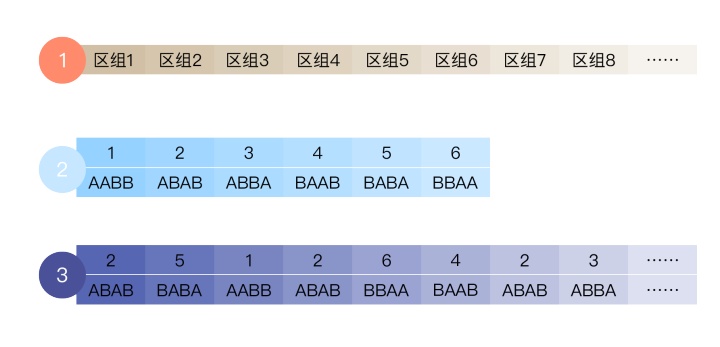 1 区组1 区组2 区组3 区组4 区组5 区组6 区组7 区组8 ……
2
1 2 3 4 5 6
AABB ABAB ABBA BAAB BABA BBAA
3
2 5 1 2 6 4 2 3 ……
ABAB BABA AABB ABAB BBAA BAAB ABAB ABBA ……